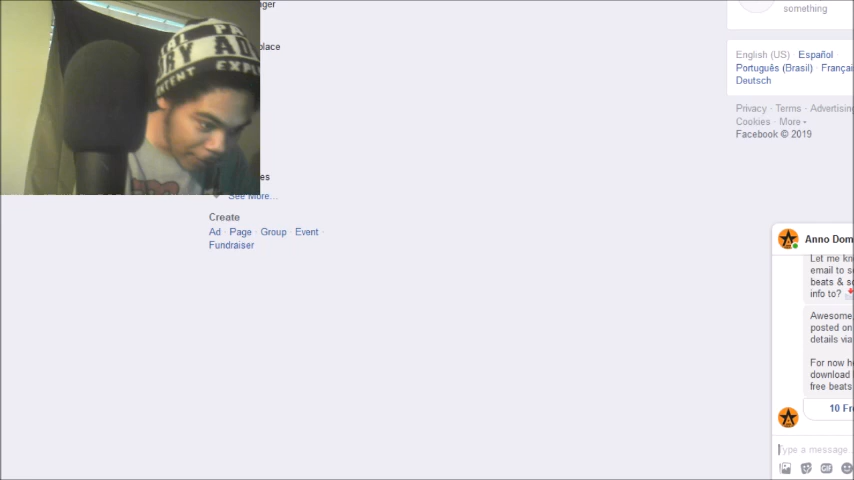 ger
place
es
See More...
Create
Ad · Page · Group · Event ·
Fundraiser
something
English (US) · Español
Português (Brasil) · Françai
Deutsch
Privacy · Terms · Advertisin
Cookies · More
Facebook © 2019
Anno Dom
Let me kn
email to s
beats & s
info to?
Awesome
posted on
details via
For now h
download
free beats
10 Fr
Type a message...
GIF